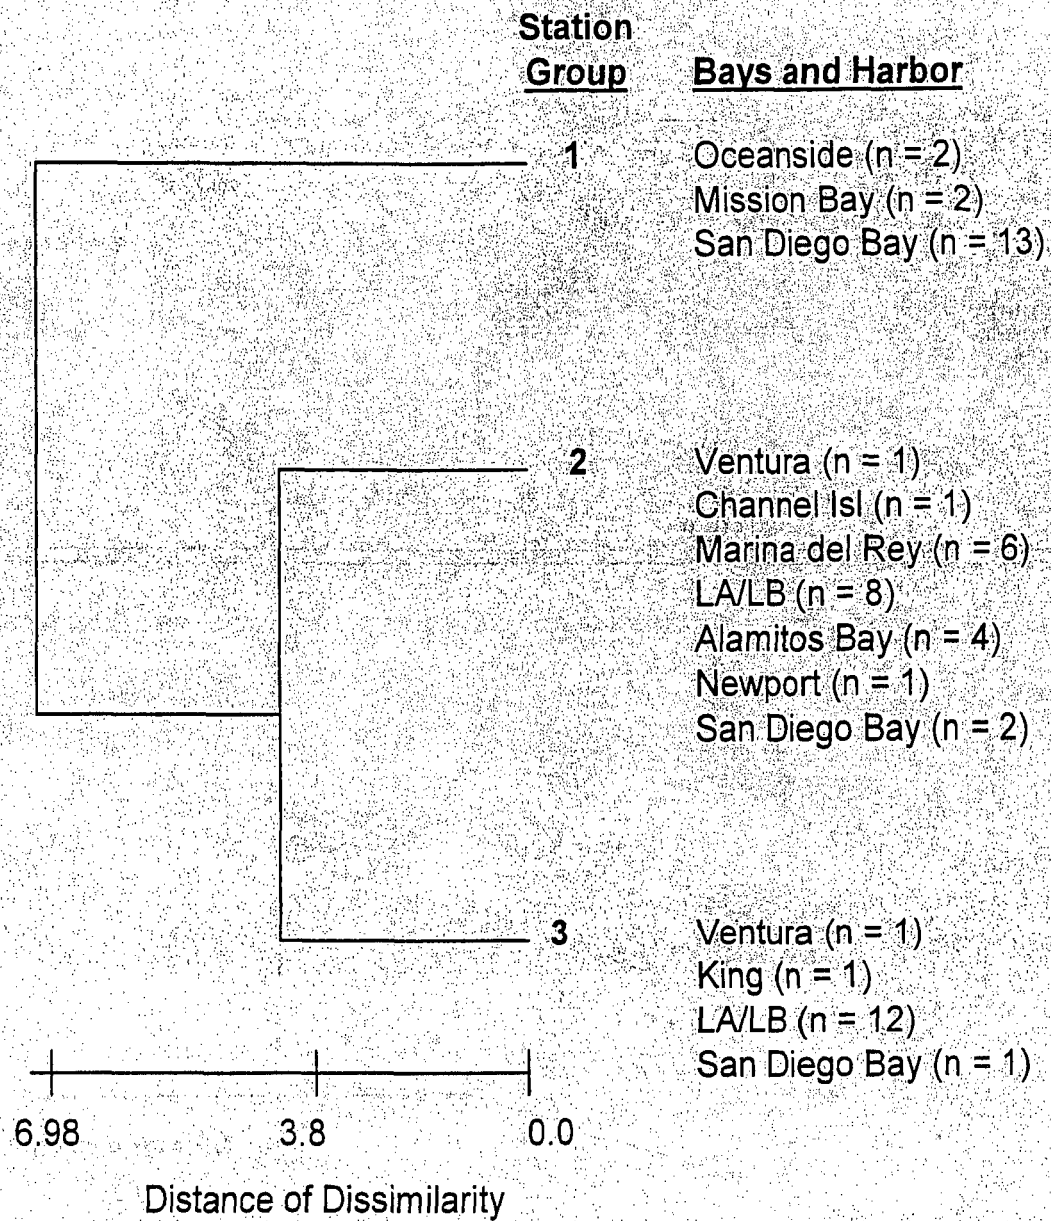 Station
Group Bays and Harbor
1 Oceanside (n = 2)
Mission Bay (n = 2)
San Diego Bay (n = 13)
2 Ventura (n = 1)
Channel Isl (n = 1)
Marina del Rey (n = 6)
LA/LB (n = 8)
Alamitos Bay (n = 4)
Newport (n = 1)
San Diego Bay (n = 2)
3 Ventura (n = 1)
King (n = 1)
LA/LB (n = 12)
San Diego Bay (n = 1)
6.98 3.8 0.0
Distance of Dissimilarity